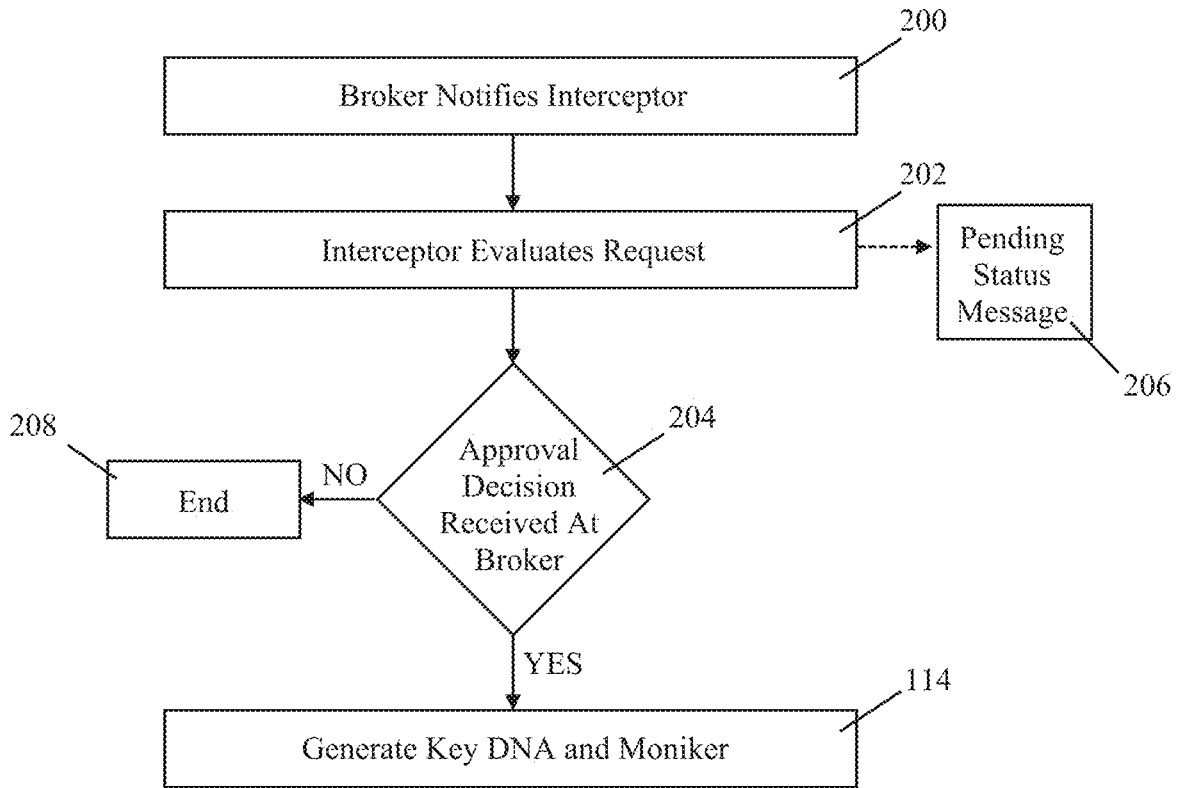 200
Broker Notifies Interceptor
202
Interceptor Evaluates Request
Pending
Status
Message
206
208
204
NO
End
Approval
Decision
Received At
Broker
YES
114
Generate Key DNA and Moniker